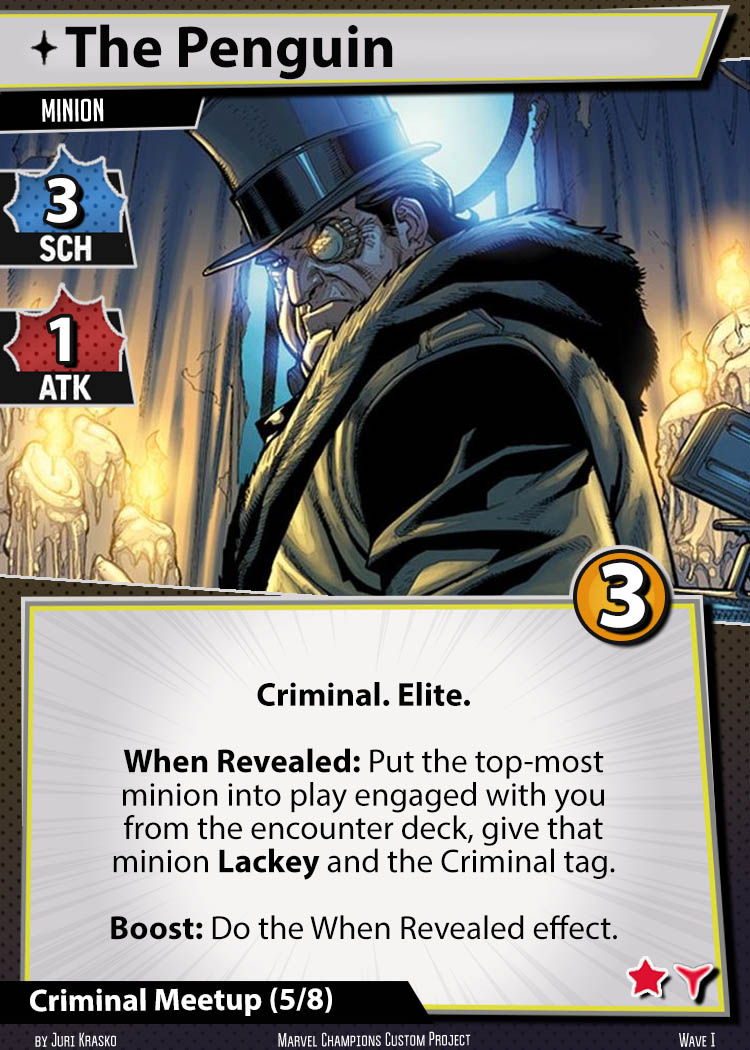 The Penguin
MINION
3
SCH
1
ATK
3
Criminal. Elite.
When Revealed: Put the top-most
minion into play engaged with you
from the encounter deck, give that
minion Lackey and the Criminal tag.
Boost: Do the When Revealed effect.
Criminal Meetup (5/8)
by Juri Krasko
Marvel Champions Custom Project
Wave I